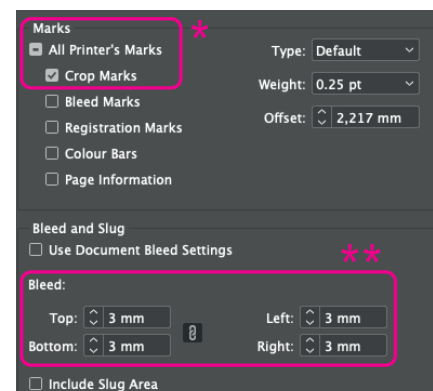 Marks *
All Printer's Marks Type: Default
Crop Marks Weight: 0.25 pt
Bleed Marks
Offset: 2,217 mm
Registration Marks
Colour Bars
Page Information
Bleed and Slug
Use Document Bleed Settings **
Bleed:
Top: 3 mm Left: 3 mm
Bottom: 3 mm Right: 3 mm
Include Slug Area